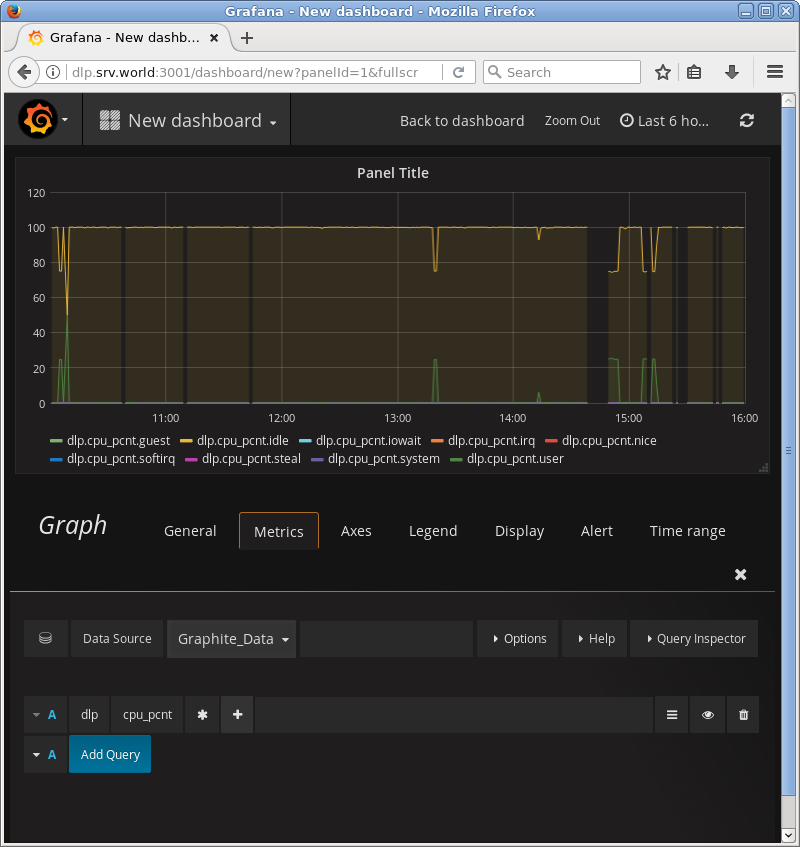 Grafana - New dashboard - Mozilla Firefox
Grafana - New dashb...
dlp.srv.world:3001/dashboard/new?panelId=1&fullscr
Search
New dashboard
Back to dashboard
Zoom Out
Last 6 ho...
Panel Title
120
100
80
60
40
20
0
11:00 12:00 13:00 14:00 15:00 16:00
dlp.cpu_pcnt.guest dlp.cpu_pcnt.idle dlp.cpu_pcnt.iowait dlp.cpu_pcnt.irq dlp.cpu_pcnt.nice
dlp.cpu_pcnt.softirq dlp.cpu_pcnt.steal dlp.cpu_pcnt.system dlp.cpu_pcnt.user
Graph
General Metrics Axes Legend Display Alert Time range
Data Source Graphite_Data Options Help Query Inspector
A dlp cpu_pcnt * +
A Add Query